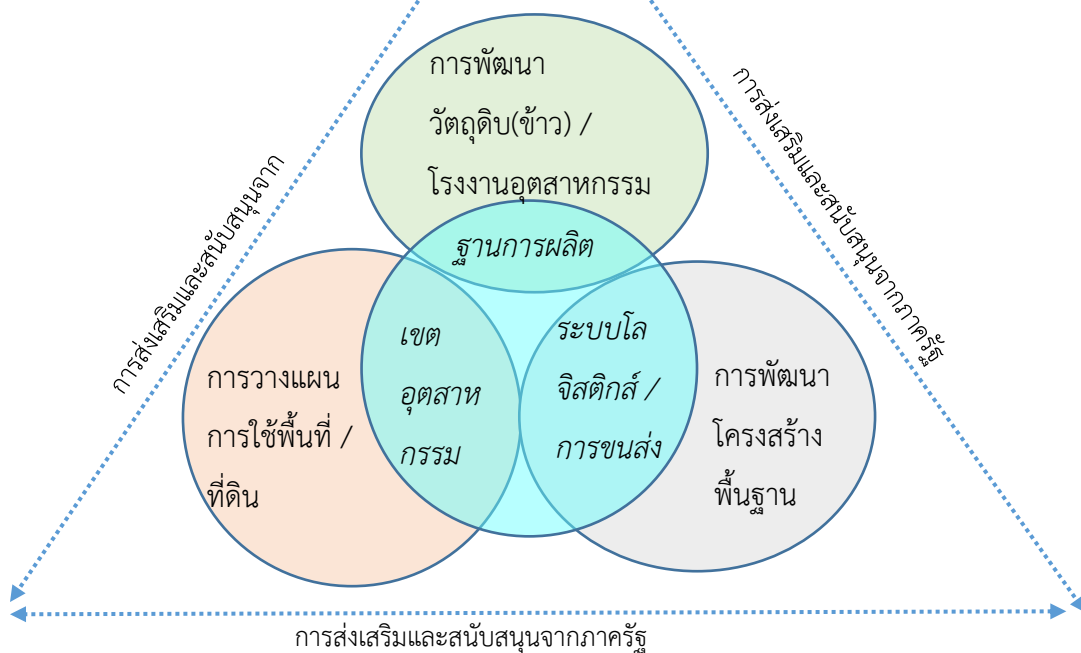 การพัฒนา
วัตถุดิบ(ข้าว) /
โรงงานอุตสาหกรรม
ฐานการผลิต
การส่งเสริมและสนับสนุนจาก
การส่งเสริมและสนับสนุนจากภาครัฐ
เขต
อุตสาห
กรรม
ระบบโล
จิสติกส์ /
การขนส่ง
การวางแผน
การใช้พื้นที่ /
ที่ดิน
การพัฒนา
โครงสร้าง
พื้นฐาน
การส่งเสริมและสนับสนุนจากภาครัฐ